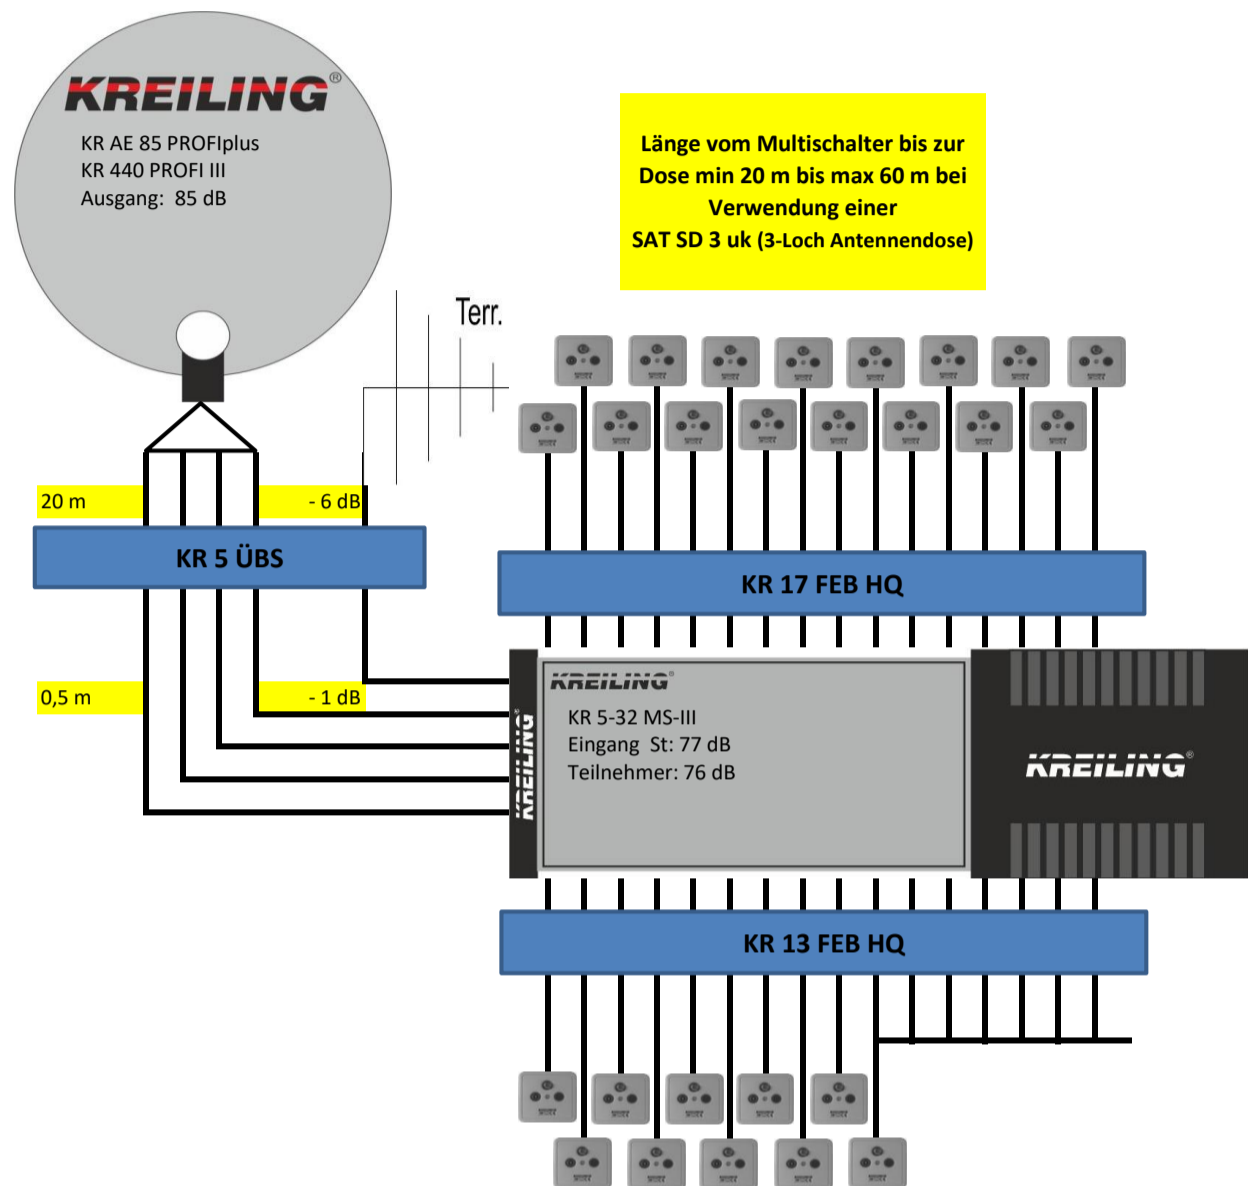 KREILING®
KR AE 85 PROFIplus
KR 440 PROFI III
Ausgang: 85 dB
Länge vom Multischalter bis zur
Dose min 20 m bis max 60 m bei
Verwendung einer
SAT SD 3 uk (3-Loch Antennendose)
Terr.
20 m
- 6 dB
KR 5 ÜBS
KR 17 FEB HQ
0,5 m
- 1 dB
KREILING
KREILING®
KR 5-32 MS-III
Eingang St: 77 dB
Teilnehmer: 76 dB
KREILING®
KR 13 FEB HQ